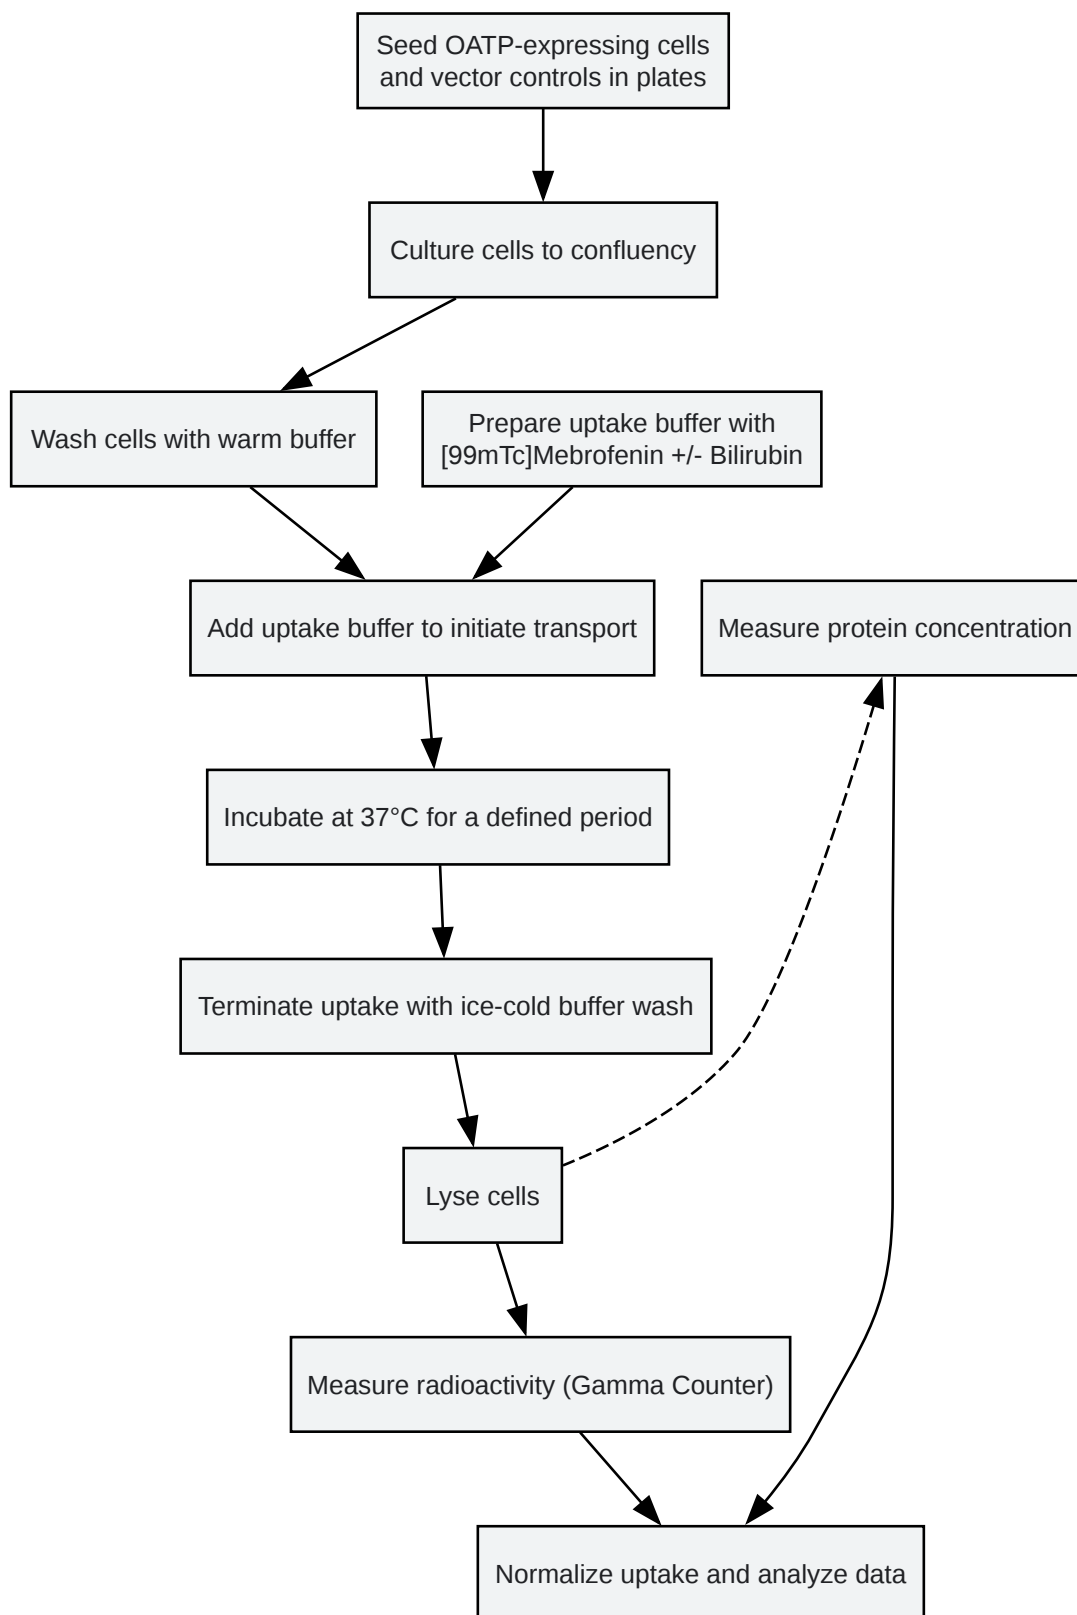 Seed OATP-expressing cells
and vector controls in plates
Culture cells to confluency
Wash cells with warm buffer
Prepare uptake buffer with
[99mTc]Mebrofenin +/- Bilirubin
Add uptake buffer to initiate transport
Measure protein concentration
Incubate at 37°C for a defined period
Terminate uptake with ice-cold buffer wash
Lyse cells
Measure radioactivity (Gamma Counter)
Normalize uptake and analyze data